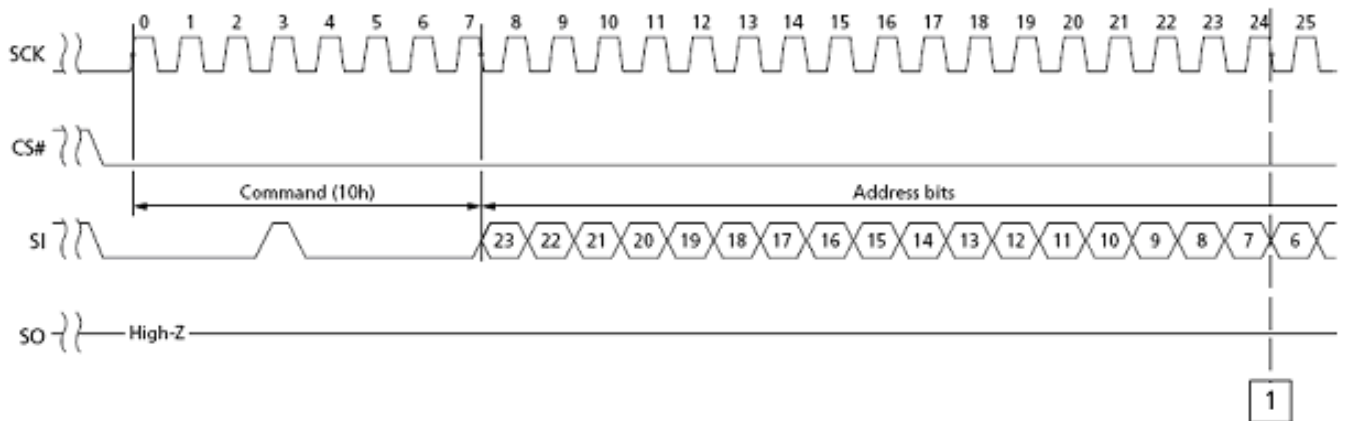 0 1 2 3 4 5 6 7 8 9 10 11 12 13 14 15 16 17 18 19 20 21 22 23 24 25
SCK
CS#
Command (10h) Address bits
SI 23 22 21 20 19 18 17 16 15 14 13 12 11 10 9 8 7 6
SO High-Z
1